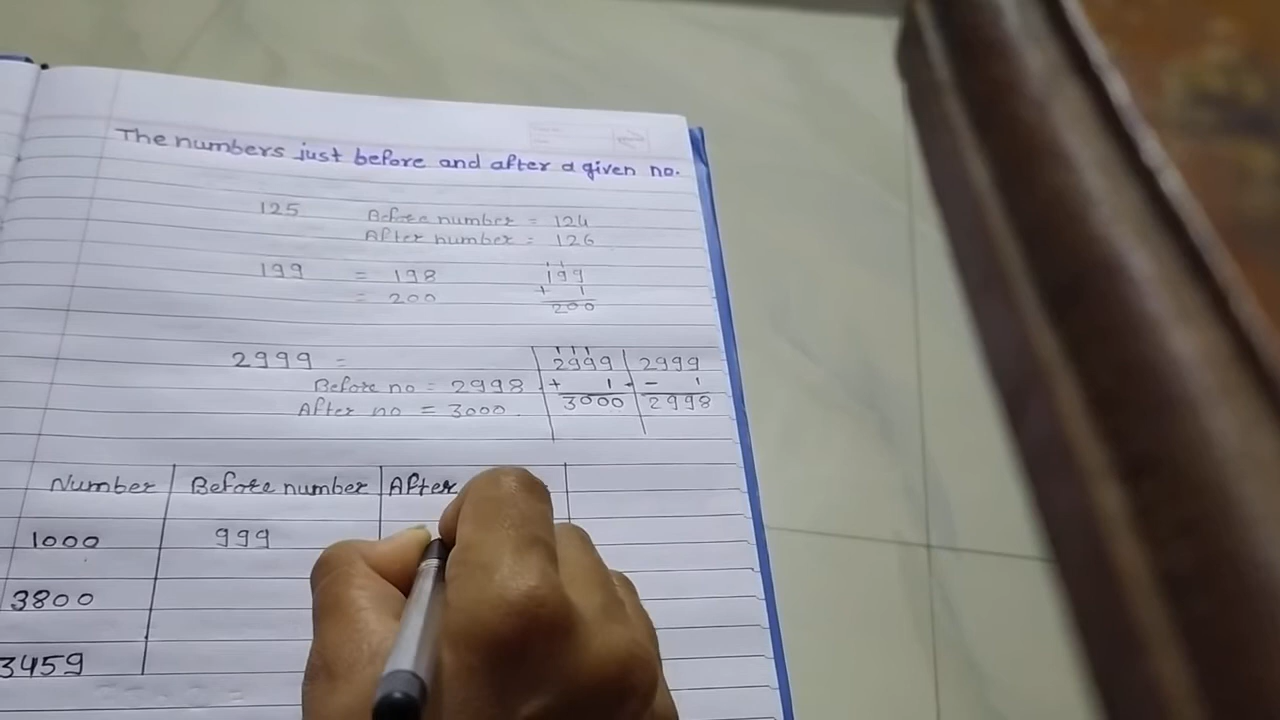 The numbers just before and after a given no.
125 Before number = 124
After number = 126
199 = 198 199
= 200 + 1
200
2999 = 2999 2999
Before no = 2998 + 1 - 1
After no = 3000 3000 2998
Number Before number After
1000 999
3800
3459